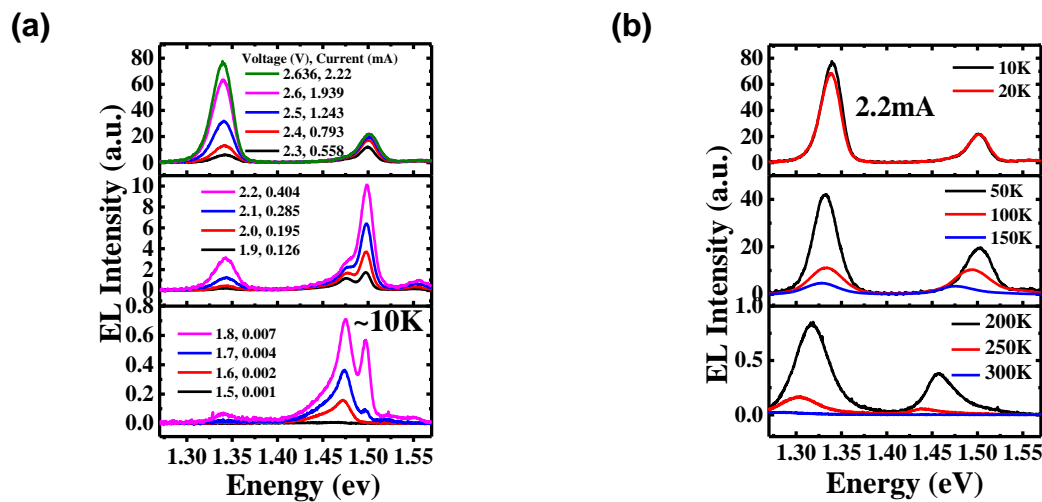 (a)
EL Intensity (a.u.)
80
60
40
20
0
Voltage (V), Current (mA)
2.636, 2.22
2.6, 1.939
2.5, 1.243
2.4, 0.793
2.3, 0.558
10
8
6
4
2
0
2.2, 0.404
2.1, 0.285
2.0, 0.195
1.9, 0.126
0.8
0.6
0.4
0.2
0.0
~10K
1.8, 0.007
1.7, 0.004
1.6, 0.002
1.5, 0.001
1.30 1.35 1.40 1.45 1.50 1.55
Enengy (ev)
(b)
EL Intensity (a.u.)
80
60
40
20
0
10K
20K
2.2mA
40
20
0
50K
100K
150K
1.0
0.5
0.0
200K
250K
300K
1.30 1.35 1.40 1.45 1.50 1.55
Energy (eV)